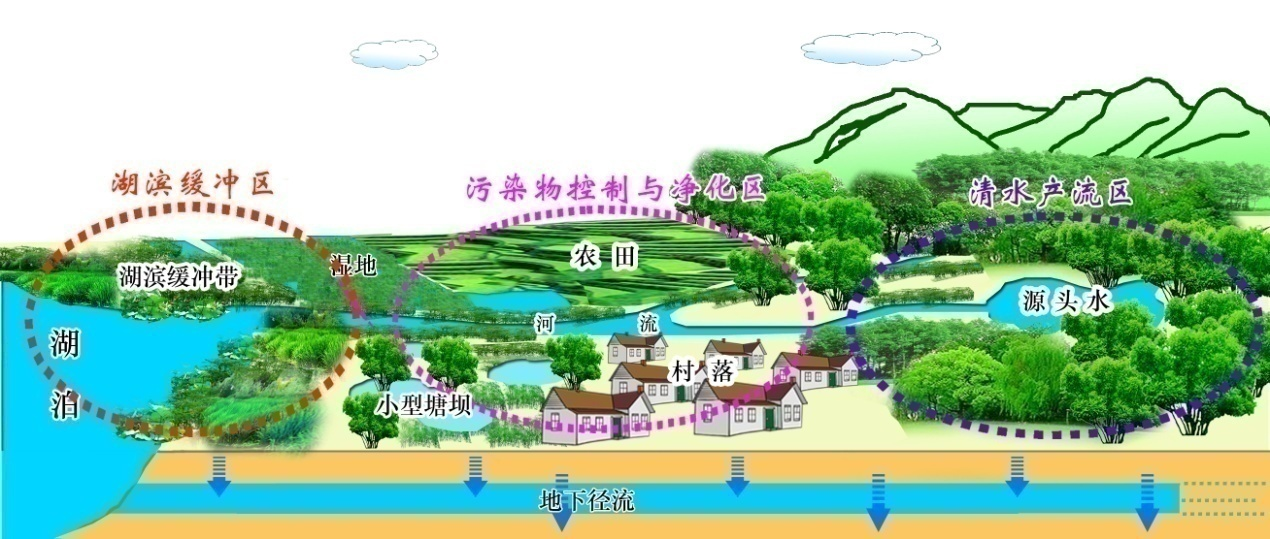 湖滨缓冲区
污染物控制与净化区
清水产流区
湖滨缓冲带
湿地
农田
源头水
湖泊
河流
村落
小型塘坝
地下径流